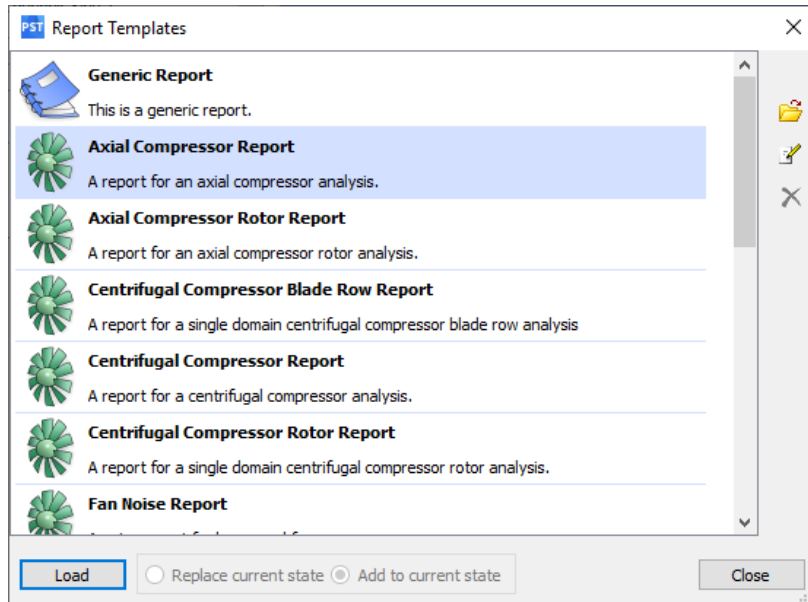 PST Report Templates
Generic Report
This is a generic report.
Axial Compressor Report
A report for an axial compressor analysis.
Axial Compressor Rotor Report
A report for an axial compressor rotor analysis.
Centrifugal Compressor Blade Row Report
A report for a single domain centrifugal compressor blade row analysis
Centrifugal Compressor Report
A report for a centrifugal compressor analysis.
Centrifugal Compressor Rotor Report
A report for a single domain centrifugal compressor rotor analysis.
Fan Noise Report
Load Replace current state Add to current state Close